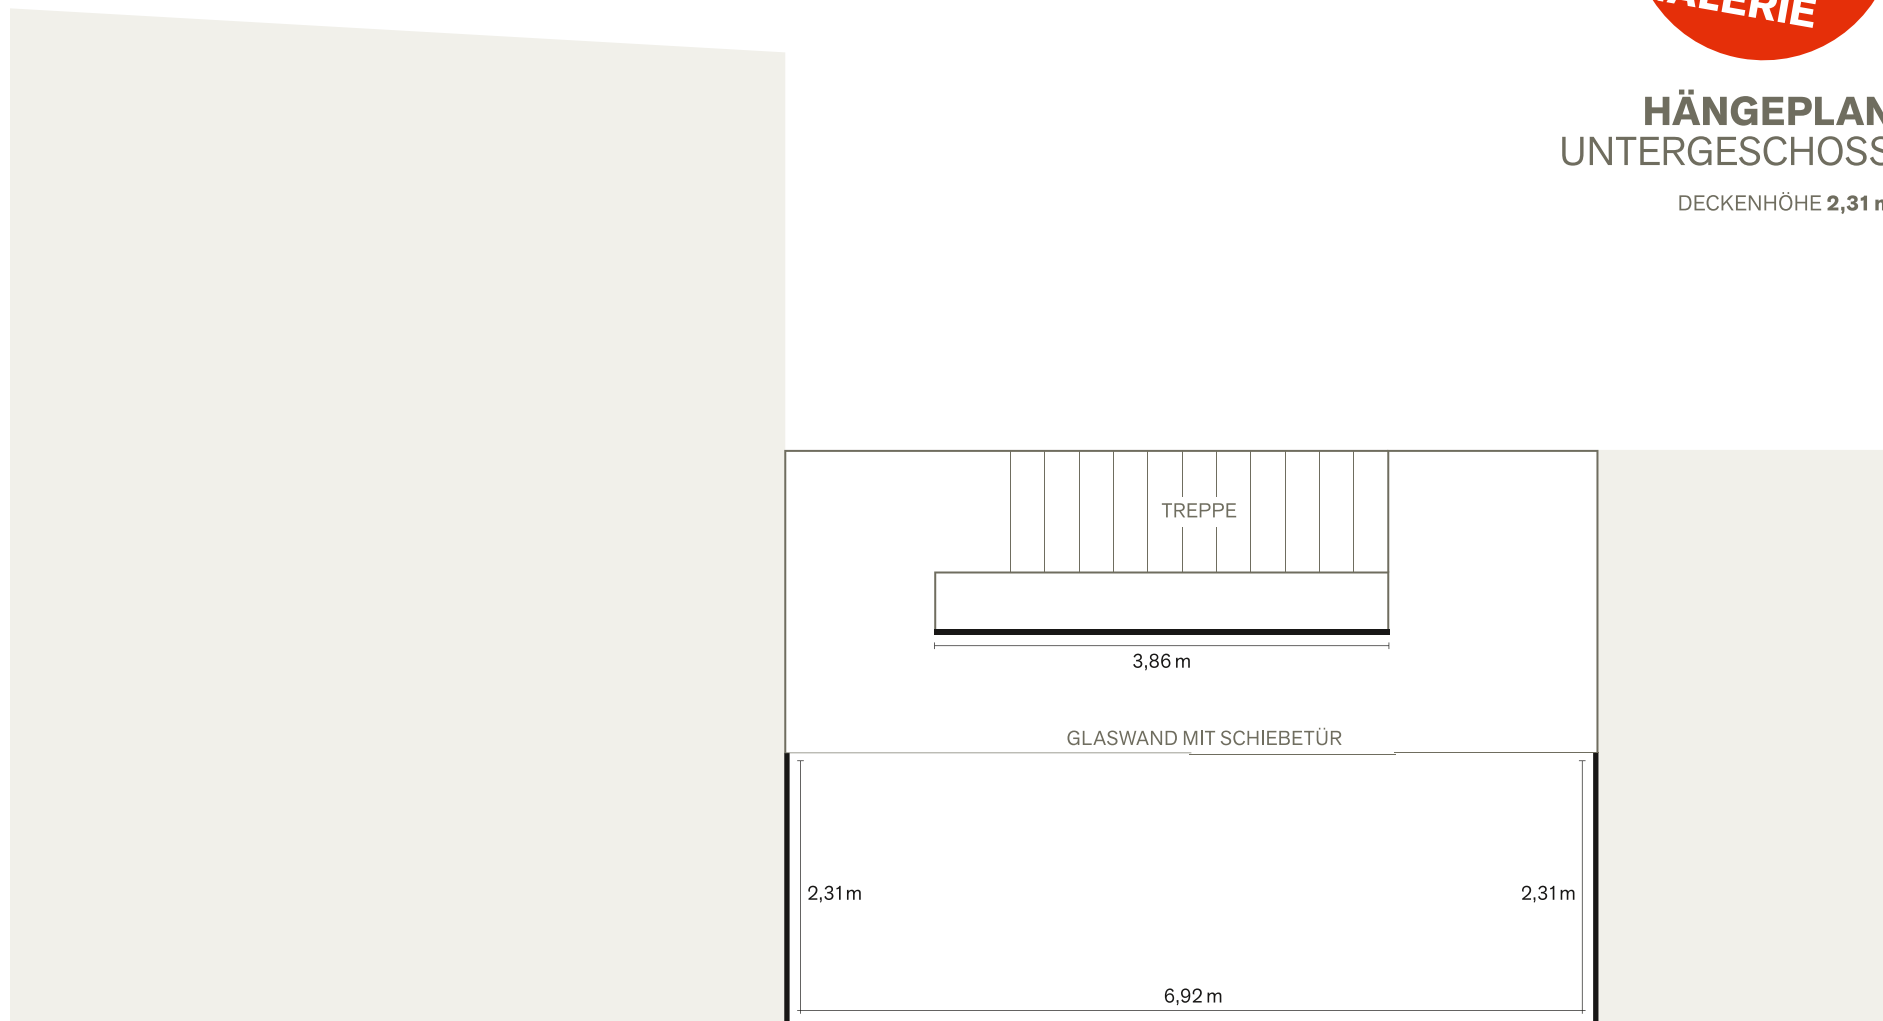 HÄNGEPLAN
UNTERGESCHOSS
DECKENHÖHE 2,31
TREPPE
3,86 m
GLASWAND MIT SCHIEBETÜR
2,31 m
2,31 m
6,92 m